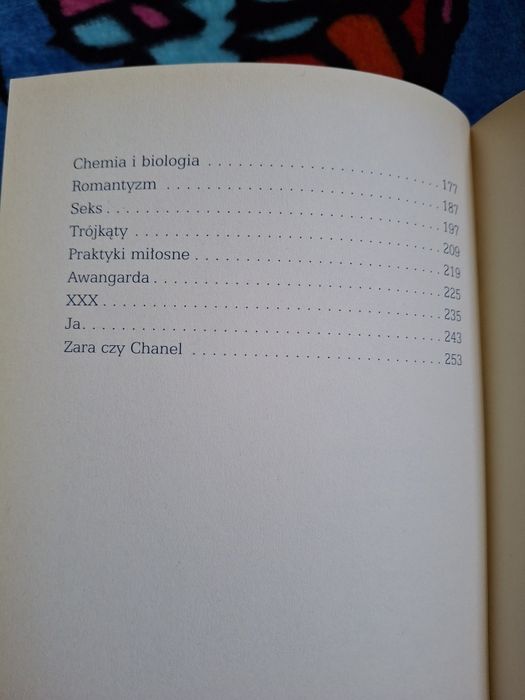 Chemia i biologia . . . . . . . . . . . . . . . . . . . . . . . . . . . 177
Romantyzm . . . . . . . . . . . . . . . . . . . . . . . . . . . . . . . 187
Seks . . . . . . . . . . . . . . . . . . . . . . . . . . . . . . . . . . . . . 197
Trójkąty . . . . . . . . . . . . . . . . . . . . . . . . . . . . . . . . . . 209
Praktyki miłosne . . . . . . . . . . . . . . . . . . . . . . . . . . . 219
Awangarda . . . . . . . . . . . . . . . . . . . . . . . . . . . . . . . 225
XXX . . . . . . . . . . . . . . . . . . . . . . . . . . . . . . . . . . . . . 235
Ja. . . . . . . . . . . . . . . . . . . . . . . . . . . . . . . . . . . . . . . 243
Zara czy Chanel . . . . . . . . . . . . . . . . . . . . . . . . . . . 253